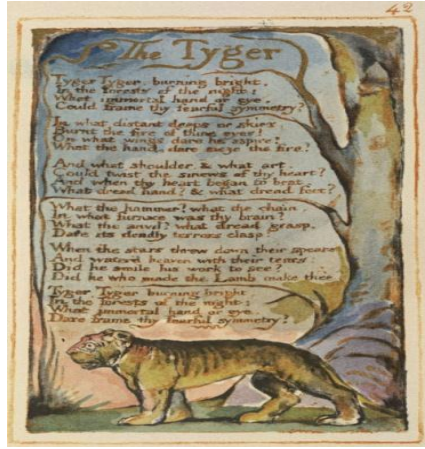 42
The Tyger
Tyger Tyger, burning bright,
In the forests of the night;
What immortal hand or eye,
Could frame thy fearful symmetry?
In what distant deeps or skies,
Burnt the fire of thine eyes?
On what wings dare he aspire?
What the hand, dare sieze the fire?
And what shoulder, & what art,
Could twist the sinews of thy heart?
And when thy heart began to beat,
What dread hand? & what dread feet?
What the hammer? what the chain,
In what furnace was thy brain?
What the anvil? what dread grasp,
Dare its deadly terrors clasp?
When the stars threw down their spears
And water'd heaven with their tears:
Did he smile his work to see?
Did he who made the Lamb make thee?
Tyger Tyger burning bright,
In the forests of the night:
What immortal hand or eye,
Dare frame thy fearful symmetry?